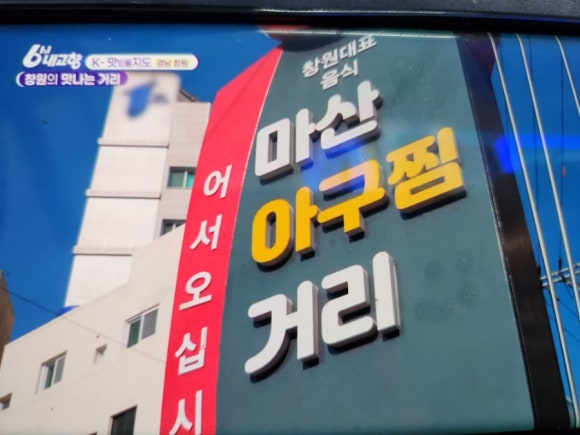 6시 내고향
K-맛있을지도 경남 창원
창원의 맛나는 거리
창원대표
음식
마산
아구찜
거리
어서오십시